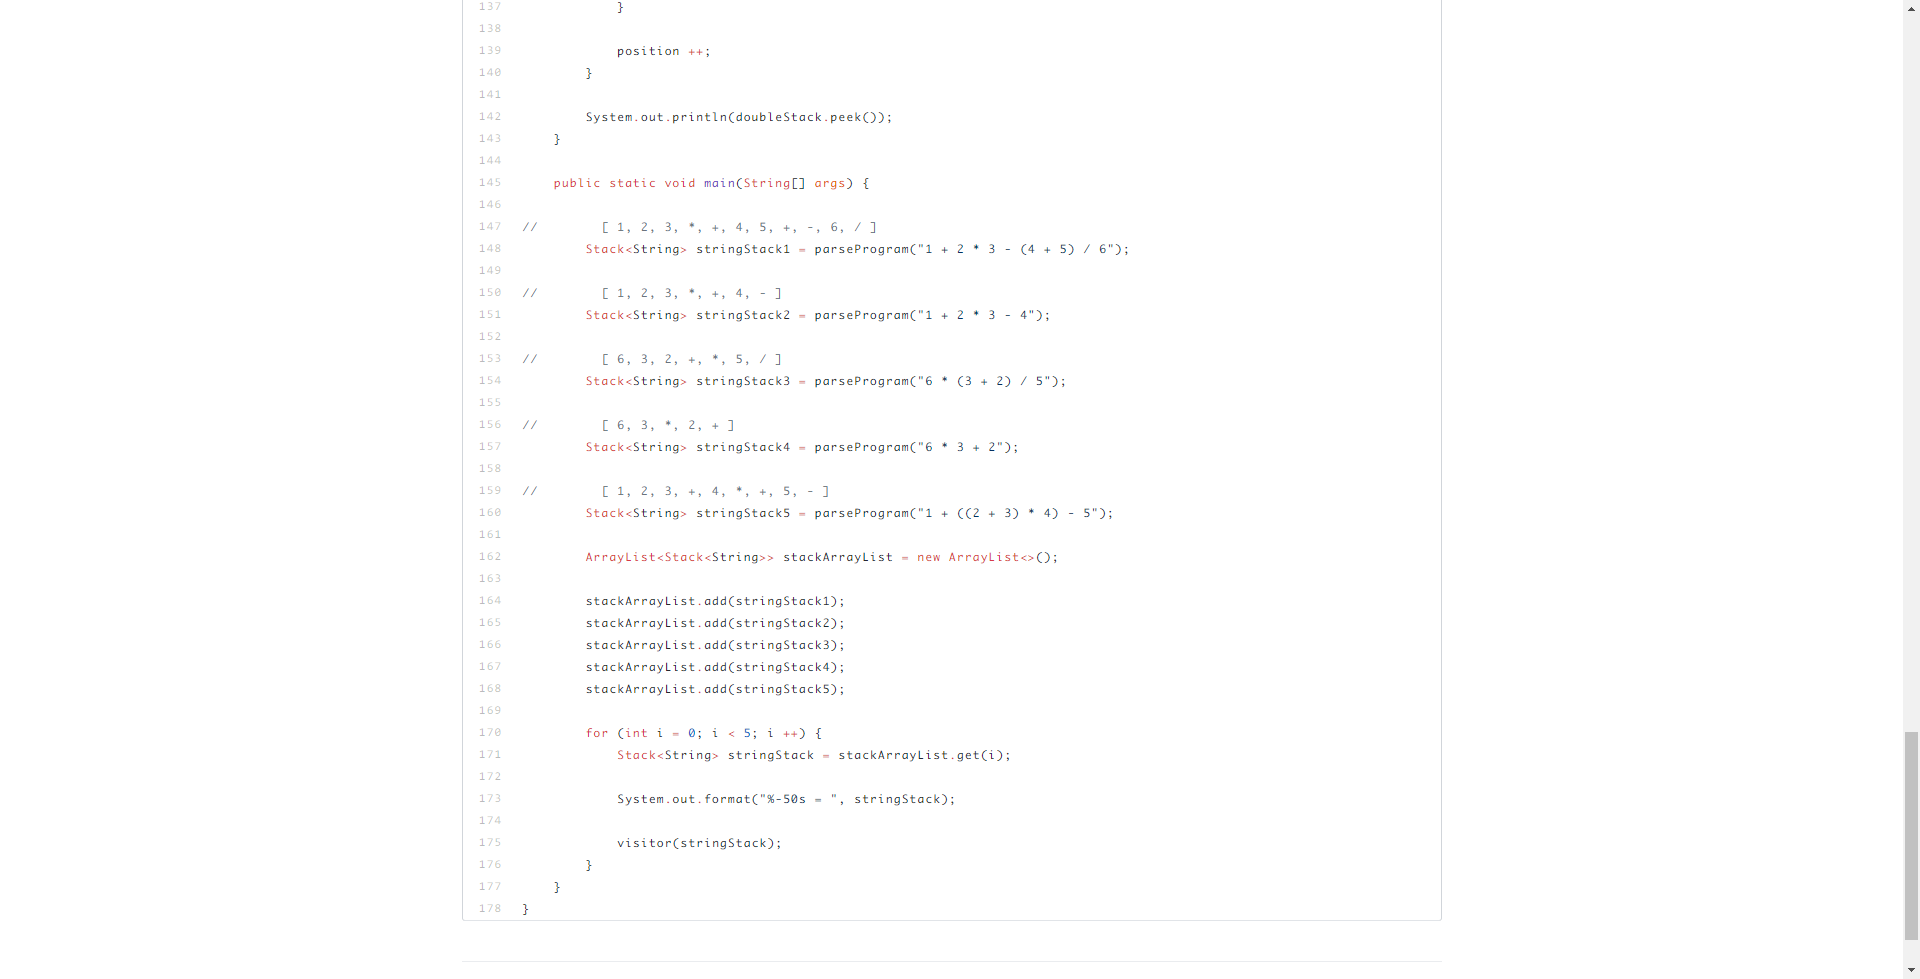 137             }
138
139             position ++;
140         }
141
142         System.out.println(doubleStack.peek());
143     }
144
145     public static void main(String[] args) {
146
147 //        [ 1, 2, 3, *, +, 4, 5, +, -, 6, / ]
148         Stack<String> stringStack1 = parseProgram("1 + 2 * 3 - (4 + 5) / 6");
149
150 //        [ 1, 2, 3, *, +, 4, - ]
151         Stack<String> stringStack2 = parseProgram("1 + 2 * 3 - 4");
152
153 //        [ 6, 3, 2, +, *, 5, / ]
154         Stack<String> stringStack3 = parseProgram("6 * (3 + 2) / 5");
155
156 //        [ 6, 3, *, 2, + ]
157         Stack<String> stringStack4 = parseProgram("6 * 3 + 2");
158
159 //        [ 1, 2, 3, +, 4, *, +, 5, - ]
160         Stack<String> stringStack5 = parseProgram("1 + ((2 + 3) * 4) - 5");
161
162         ArrayList<Stack<String>> stackArrayList = new ArrayList<>();
163
164         stackArrayList.add(stringStack1);
165         stackArrayList.add(stringStack2);
166         stackArrayList.add(stringStack3);
167         stackArrayList.add(stringStack4);
168         stackArrayList.add(stringStack5);
169
170         for (int i = 0; i < 5; i ++) {
171             Stack<String> stringStack = stackArrayList.get(i);
172
173             System.out.format("%-50s = ", stringStack);
174
175             visitor(stringStack);
176         }
177     }
178 }